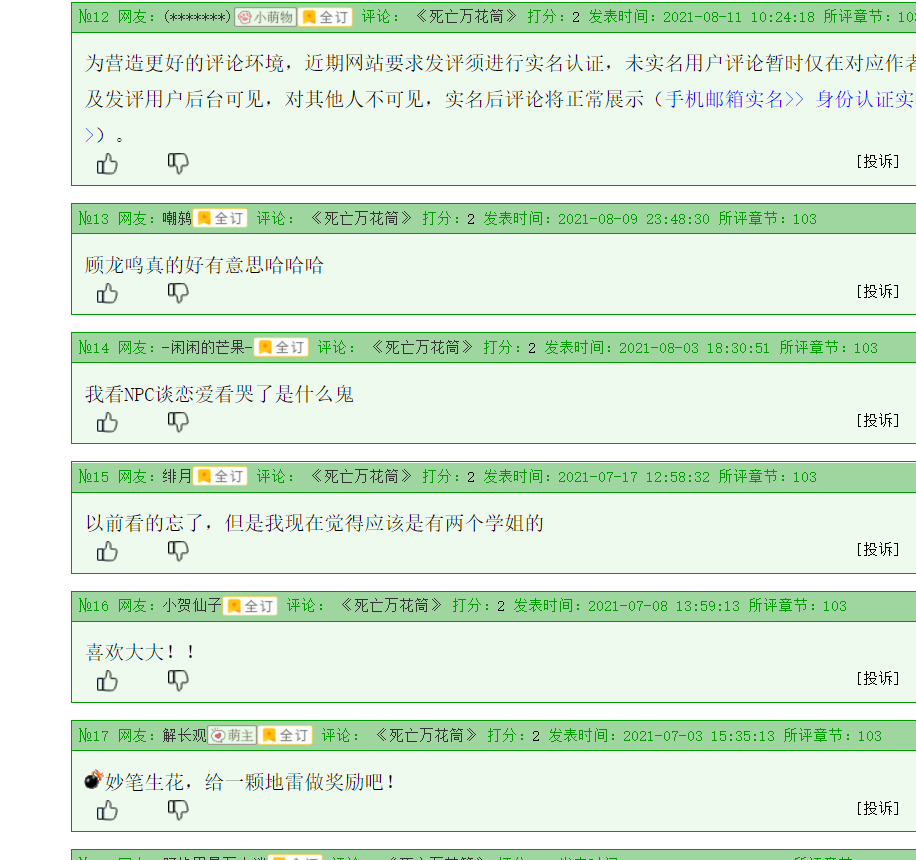 №12 网友：(*******) 小萌物 全订 评论： 《死亡万花筒》 打分：2 发表时间：2021-08-11 10:24:18 所评章节：103
为营造更好的评论环境，近期网站要求发评须进行实名认证，未实名用户评论暂时仅在对应作者
及发评用户后台可见，对其他人不可见，实名后评论将正常展示（手机邮箱实名>> 身份认证实
>）。
[投诉]
№13 网友：嘲鸫 全订 评论： 《死亡万花筒》 打分：2 发表时间：2021-08-09 23:48:30 所评章节：103
顾龙鸣真的好有意思哈哈哈
[投诉]
№14 网友：-闲闲的芒果- 全订 评论： 《死亡万花筒》 打分：2 发表时间：2021-08-03 18:30:51 所评章节：103
我看NPC谈恋爱看哭了是什么鬼
[投诉]
№15 网友：绯月 全订 评论： 《死亡万花筒》 打分：2 发表时间：2021-07-17 12:58:32 所评章节：103
以前看的忘了，但是我现在觉得应该是有两个学姐的
[投诉]
№16 网友：小贺仙子 全订 评论： 《死亡万花筒》 打分：2 发表时间：2021-07-08 13:59:13 所评章节：103
喜欢大大！！
[投诉]
№17 网友：解长观 萌主 全订 评论： 《死亡万花筒》 打分：2 发表时间：2021-07-03 15:35:13 所评章节：103
妙笔生花，给一颗地雷做奖励吧！
[投诉]